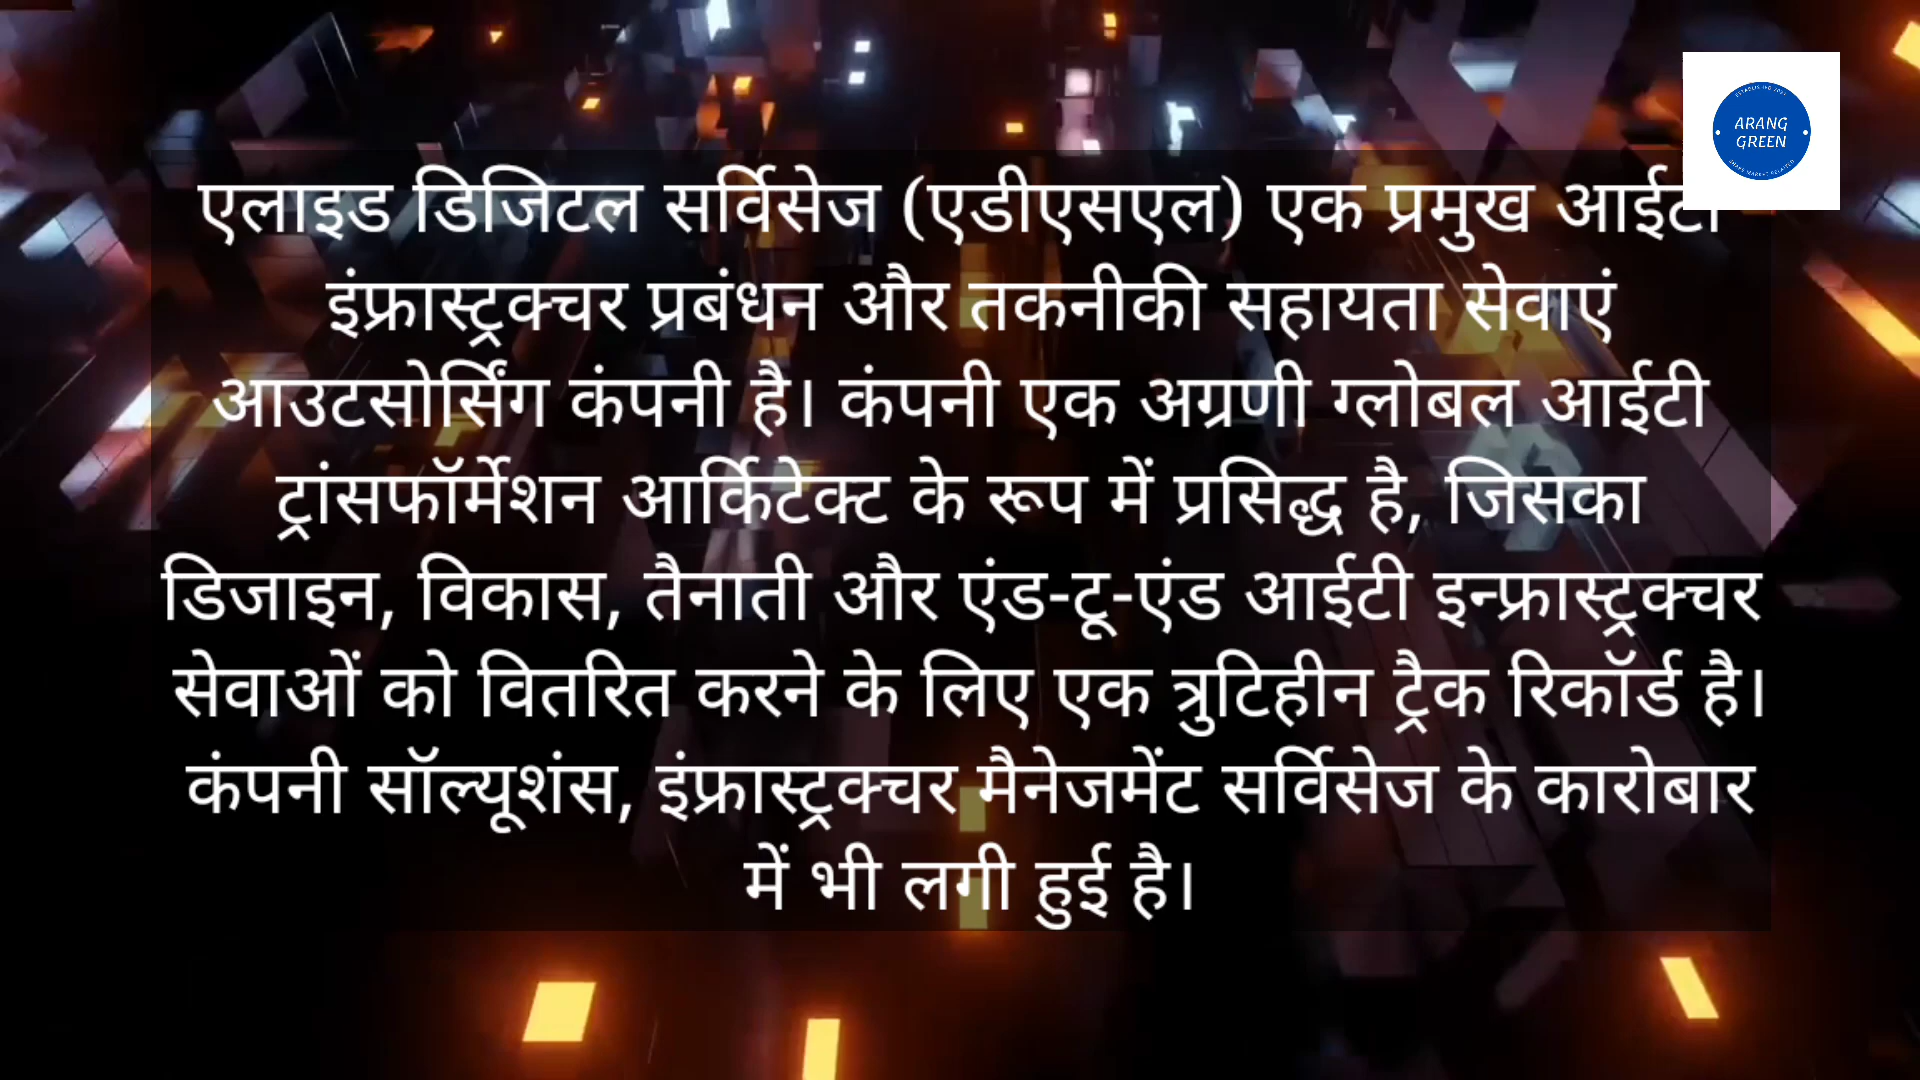 एलाइड डिजिटल सर्विसेज (एडीएसएल) एक प्रमुख आईटी
इंफ्रास्ट्रक्चर प्रबंधन और तकनीकी सहायता सेवाएं
आउटसोर्सिंग कंपनी है। कंपनी एक अग्रणी ग्लोबल आईटी
ट्रांसफॉर्मेशन आर्किटेक्ट के रूप में प्रसिद्ध है, जिसका
डिजाइन, विकास, तैनाती और एंड-टू-एंड आईटी इन्फ्रास्ट्रक्चर
सेवाओं को वितरित करने के लिए एक त्रुटिहीन ट्रैक रिकॉर्ड है।
कंपनी सॉल्यूशंस, इंफ्रास्ट्रक्चर मैनेजमेंट सर्विसेज के कारोबार
में भी लगी हुई है।
ARANG
GREEN